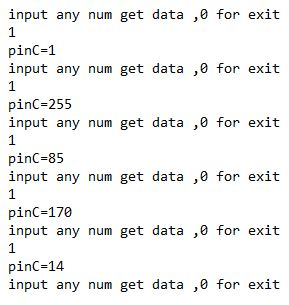 input any num get data ,0 for exit
1
pinC=1
input any num get data ,0 for exit
1
pinC=255
input any num get data ,0 for exit
1
pinC=85
input any num get data ,0 for exit
1
pinC=170
input any num get data ,0 for exit
1
pinC=14
input any num get data ,0 for exit